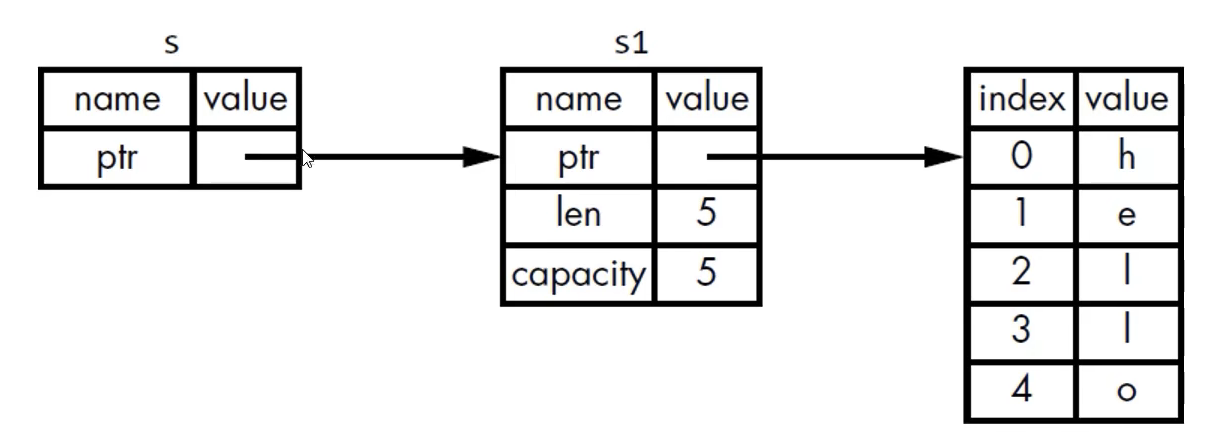 s
name value
ptr
s1
name value
ptr
len 5
capacity 5
index value
0 h
1 e
2 l
3 l
4 o